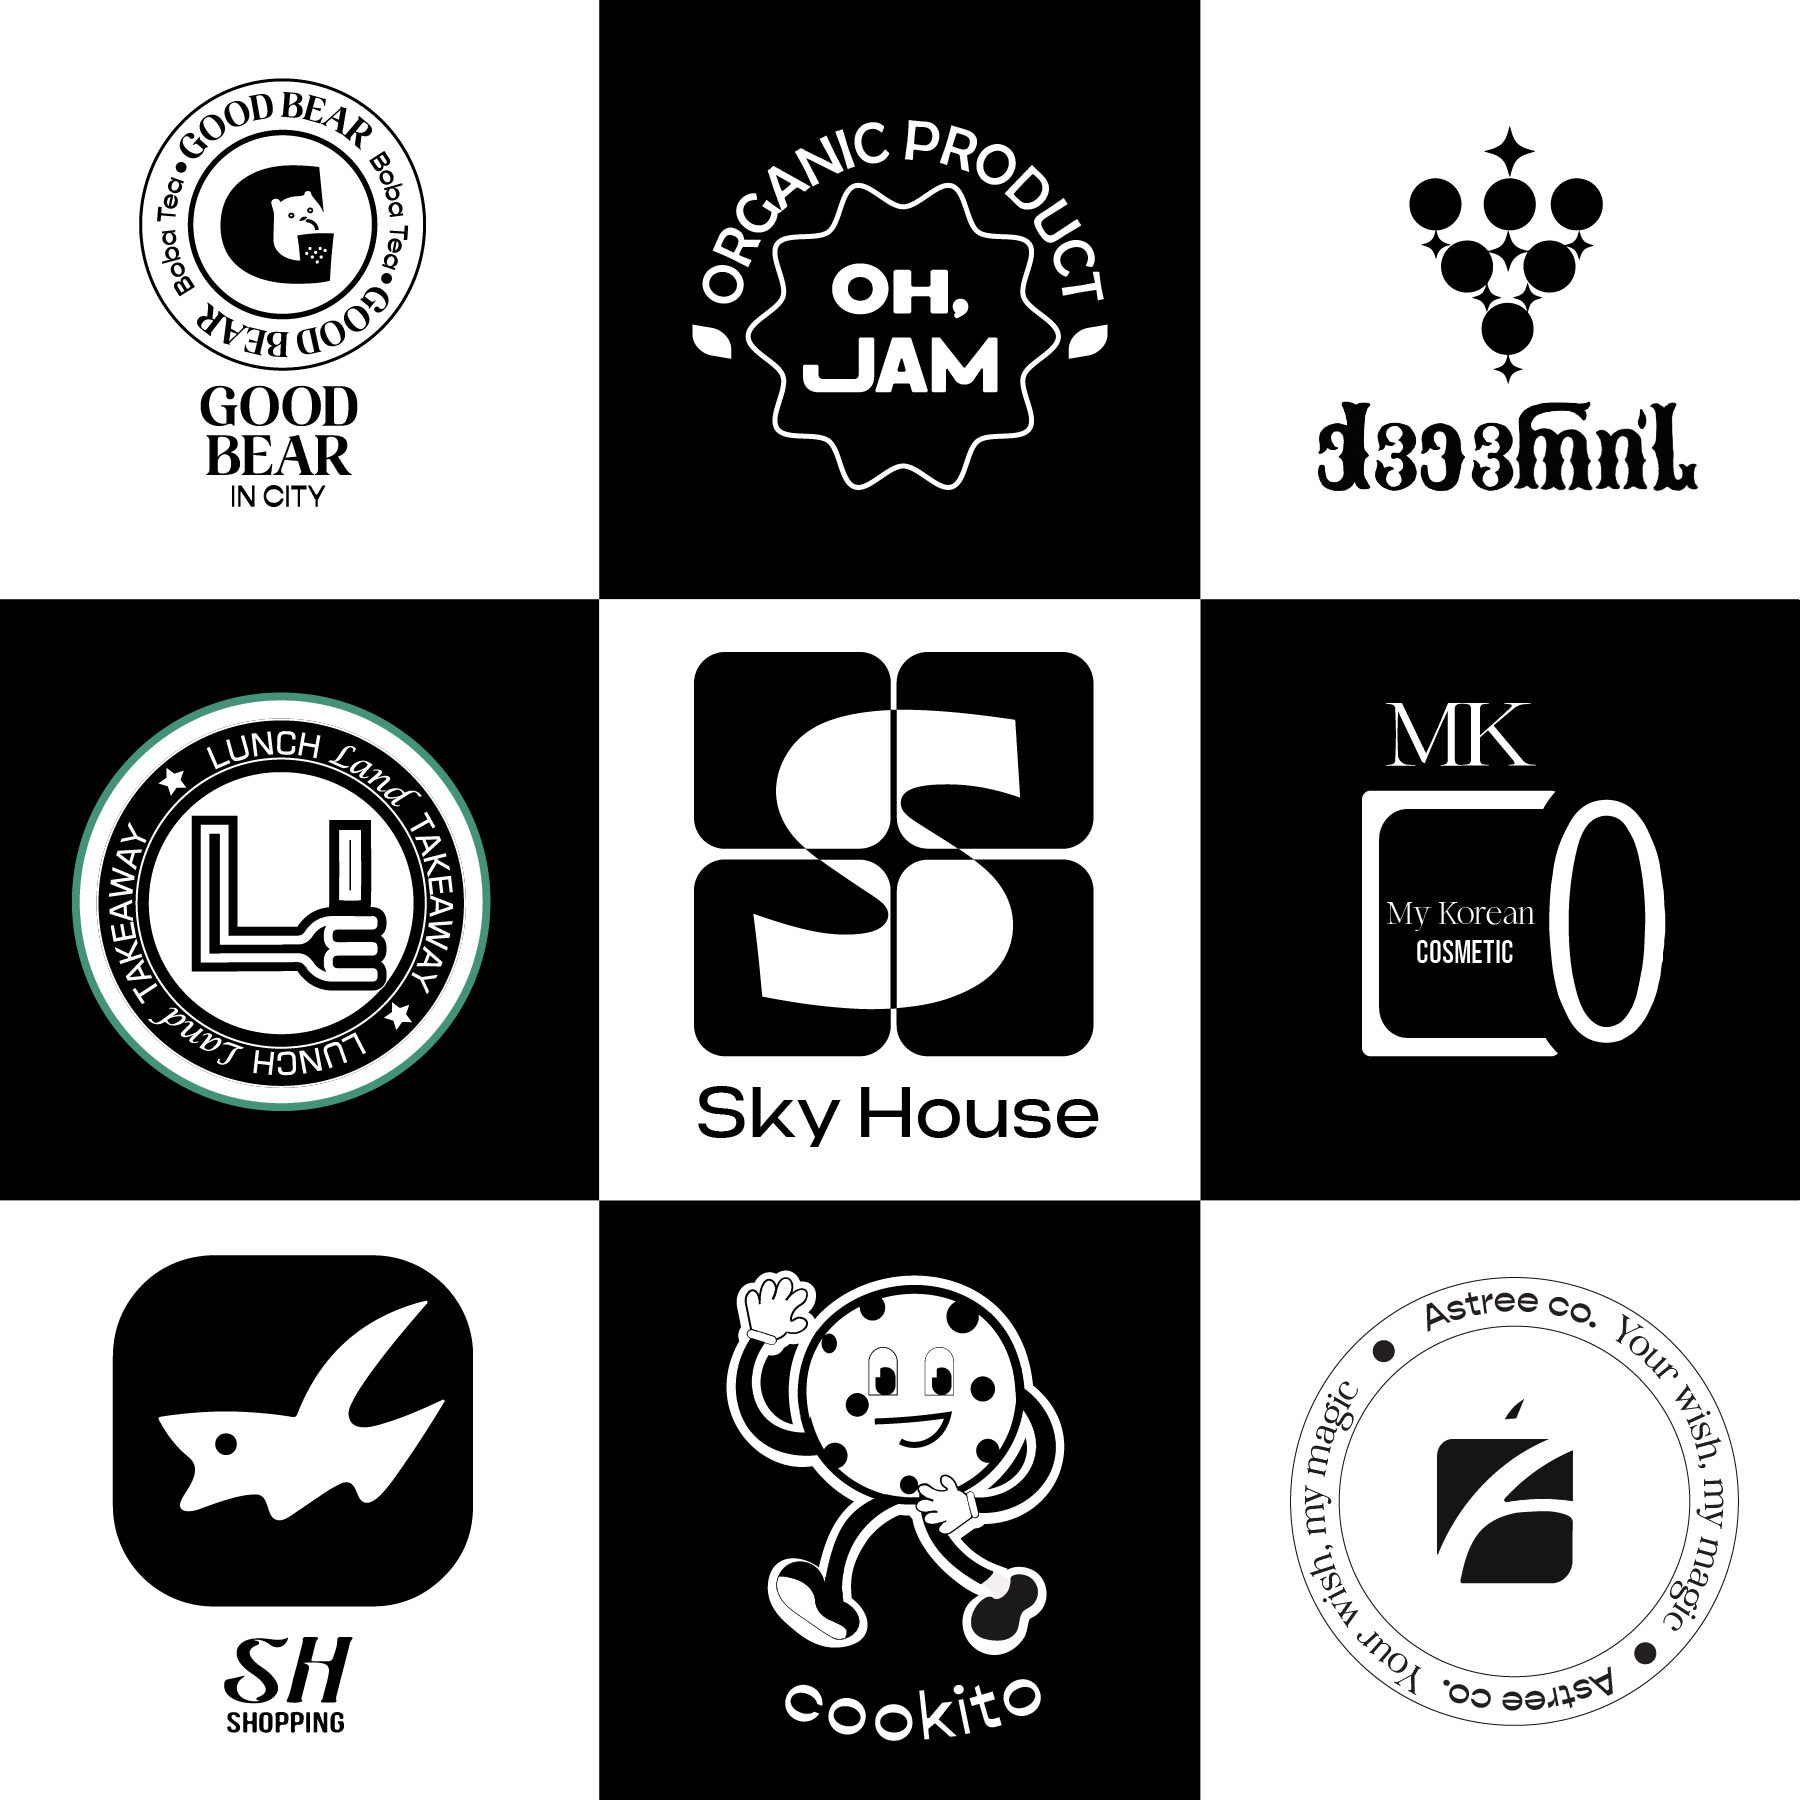 GOOD BEAR Boba Tea • GOOD BEAR Boba Tea •
GOOD
BEAR
IN CITY
ORGANIC PRODUCT
OH,
JAM
LUNCH Land TAKEAWAY ★ LUNCH Land TAKEAWAY ★
S
Sky House
MK
My Korean
COSMETIC
SH
SHOPPING
cookito
Astree co. Your wish, my magic • Astree co. Your wish, my magic •